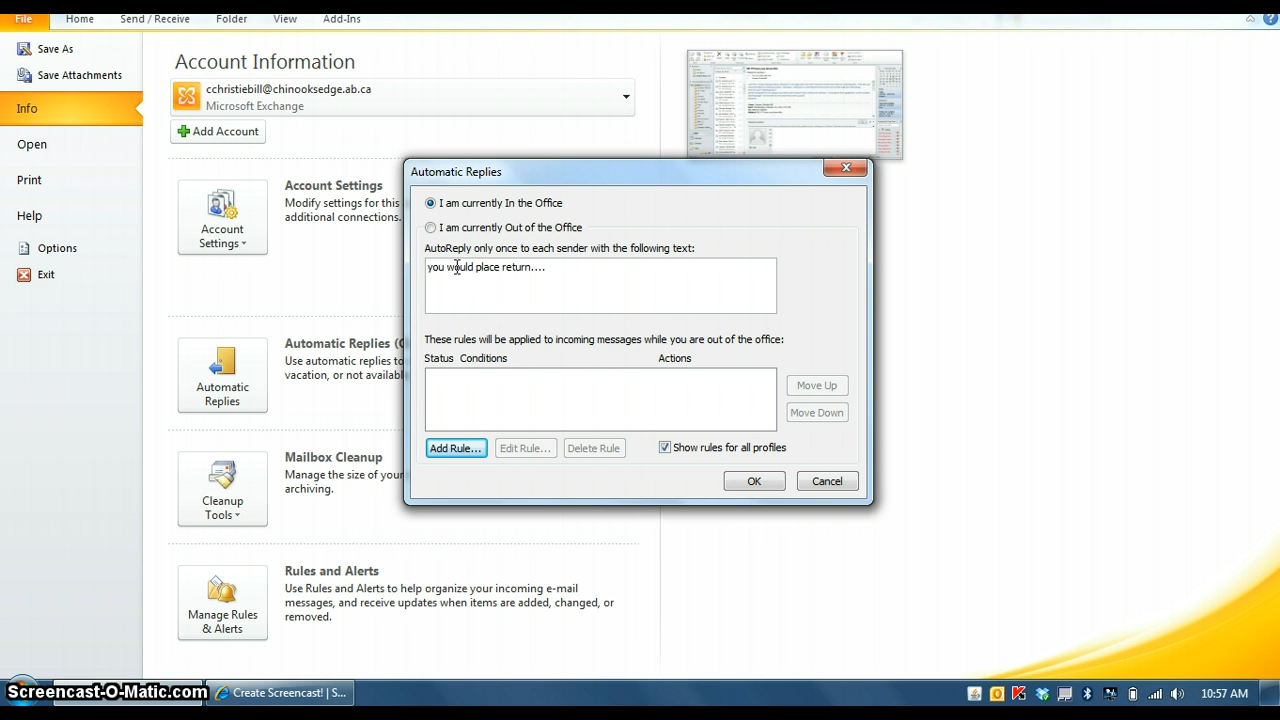 File Home Send / Receive Folder View Add-Ins
Save As
Save Attachments
Info
Open
Print
Help
Options
Exit
Account Information
cchristiebill@chinooksedge.ab.ca
Microsoft Exchange
Add Account
Account Settings
Account
Settings
Modify settings for this
additional connections.
Automatic Replies (O
Automatic
Replies
Use automatic replies to
vacation, or not availabl
Mailbox Cleanup
Cleanup
Tools
Manage the size of your
archiving.
Rules and Alerts
Manage Rules
& Alerts
Use Rules and Alerts to help organize your incoming e-mail
messages, and receive updates when items are added, changed, or
removed.
Automatic Replies
I am currently In the Office
I am currently Out of the Office
AutoReply only once to each sender with the following text:
you would place return....
These rules will be applied to incoming messages while you are out of the office:
Status Conditions Actions
Move Up
Move Down
Add Rule... Edit Rule... Delete Rule Show rules for all profiles
OK Cancel
Screencast-O-Matic.com Create Screencast! | S... 10:57 AM